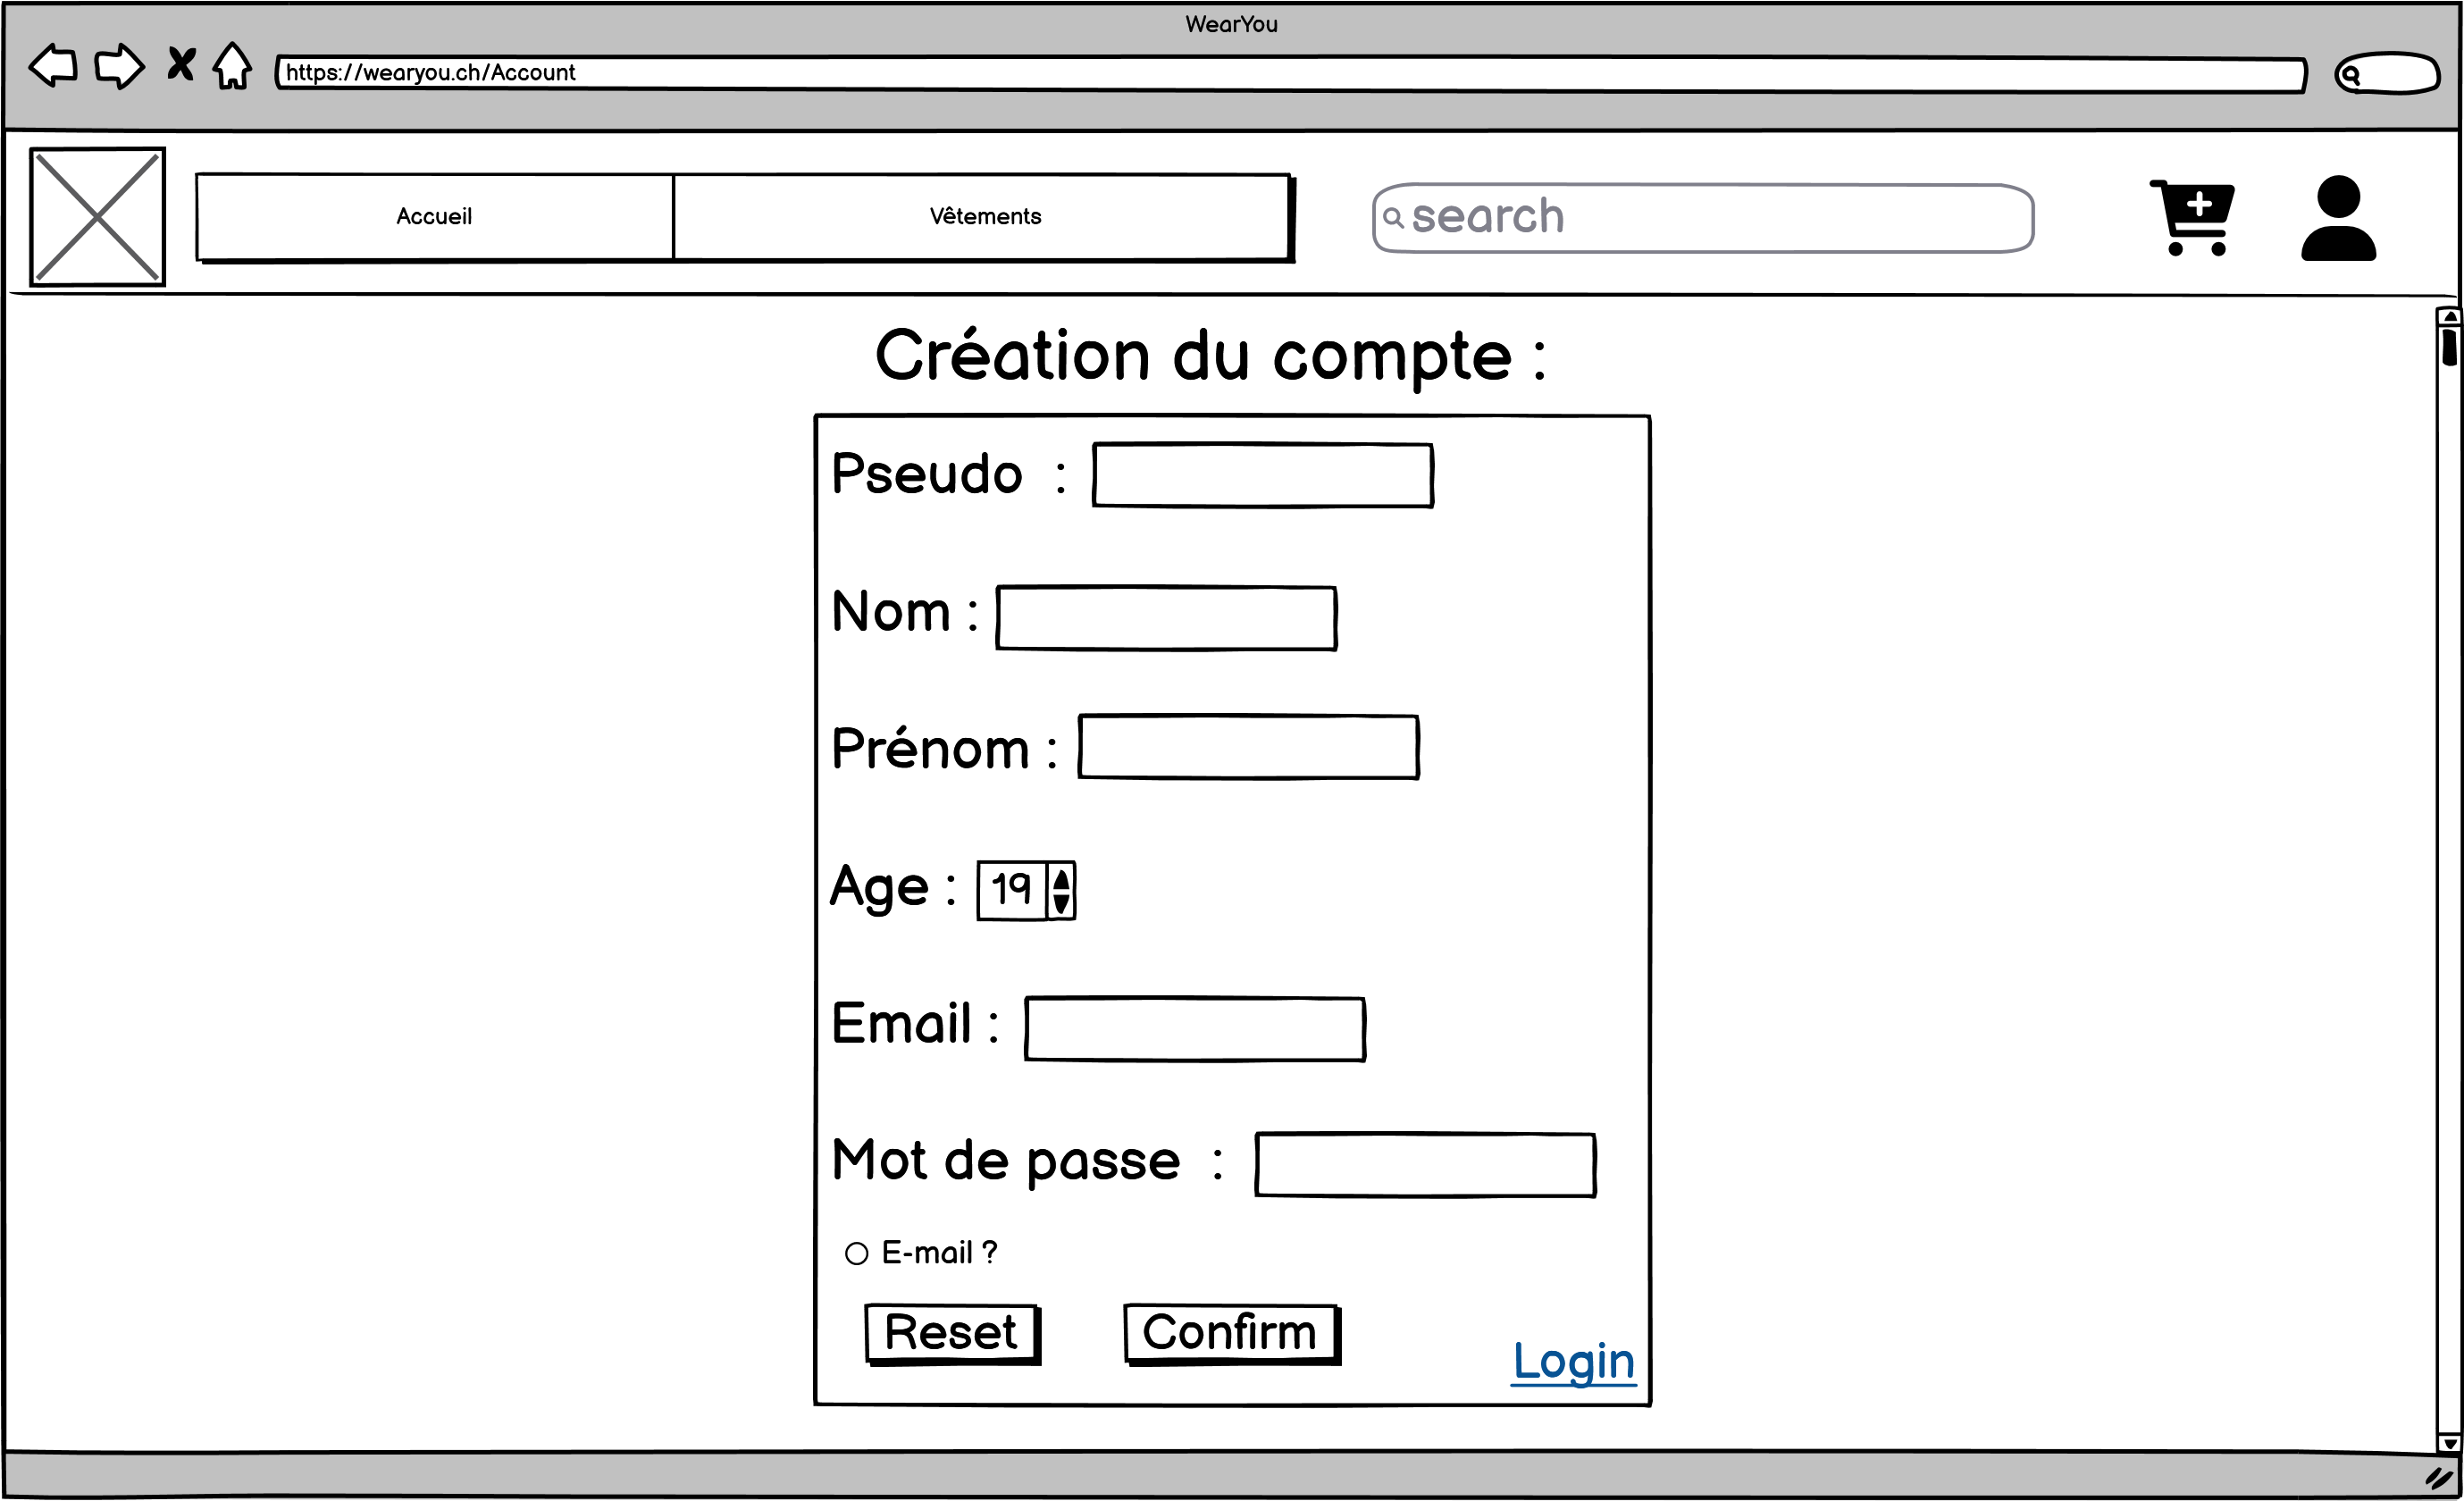 WearYou
https://wearyou.ch/Account
Accueil
Vêtements
search
Création du compte :
Pseudo :
Nom :
Prénom :
Age : 19
Email :
Mot de passe :
E-mail ?
Reset
Confirm
Login